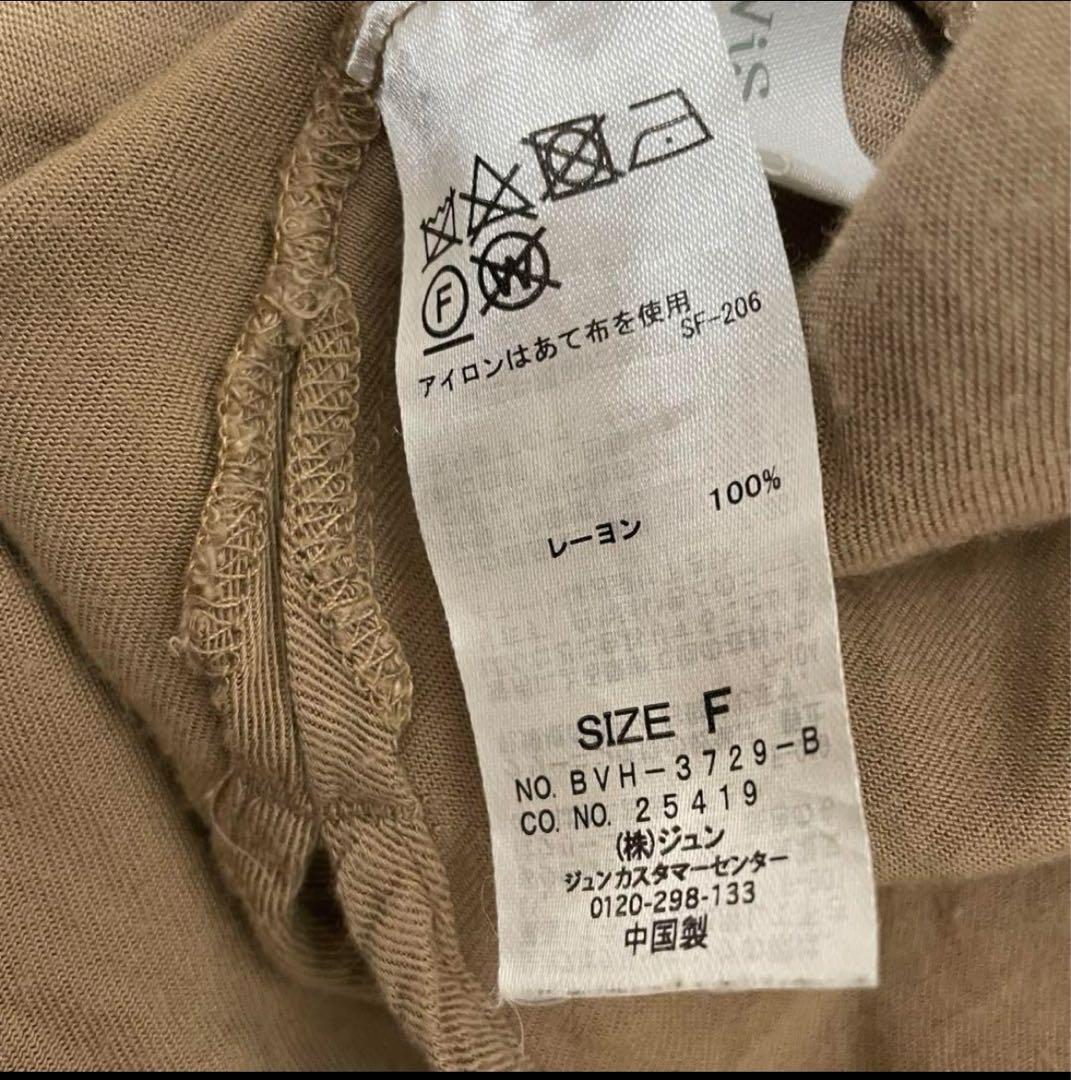 Vis
F
W
アイロンはあて布を使用
SF-206
レーヨン 100%
SIZE F
NO. BVH-3729-B
CO. NO. 25419
(株)ジュン
ジュンカスタマーセンター
0120-298-133
中国製